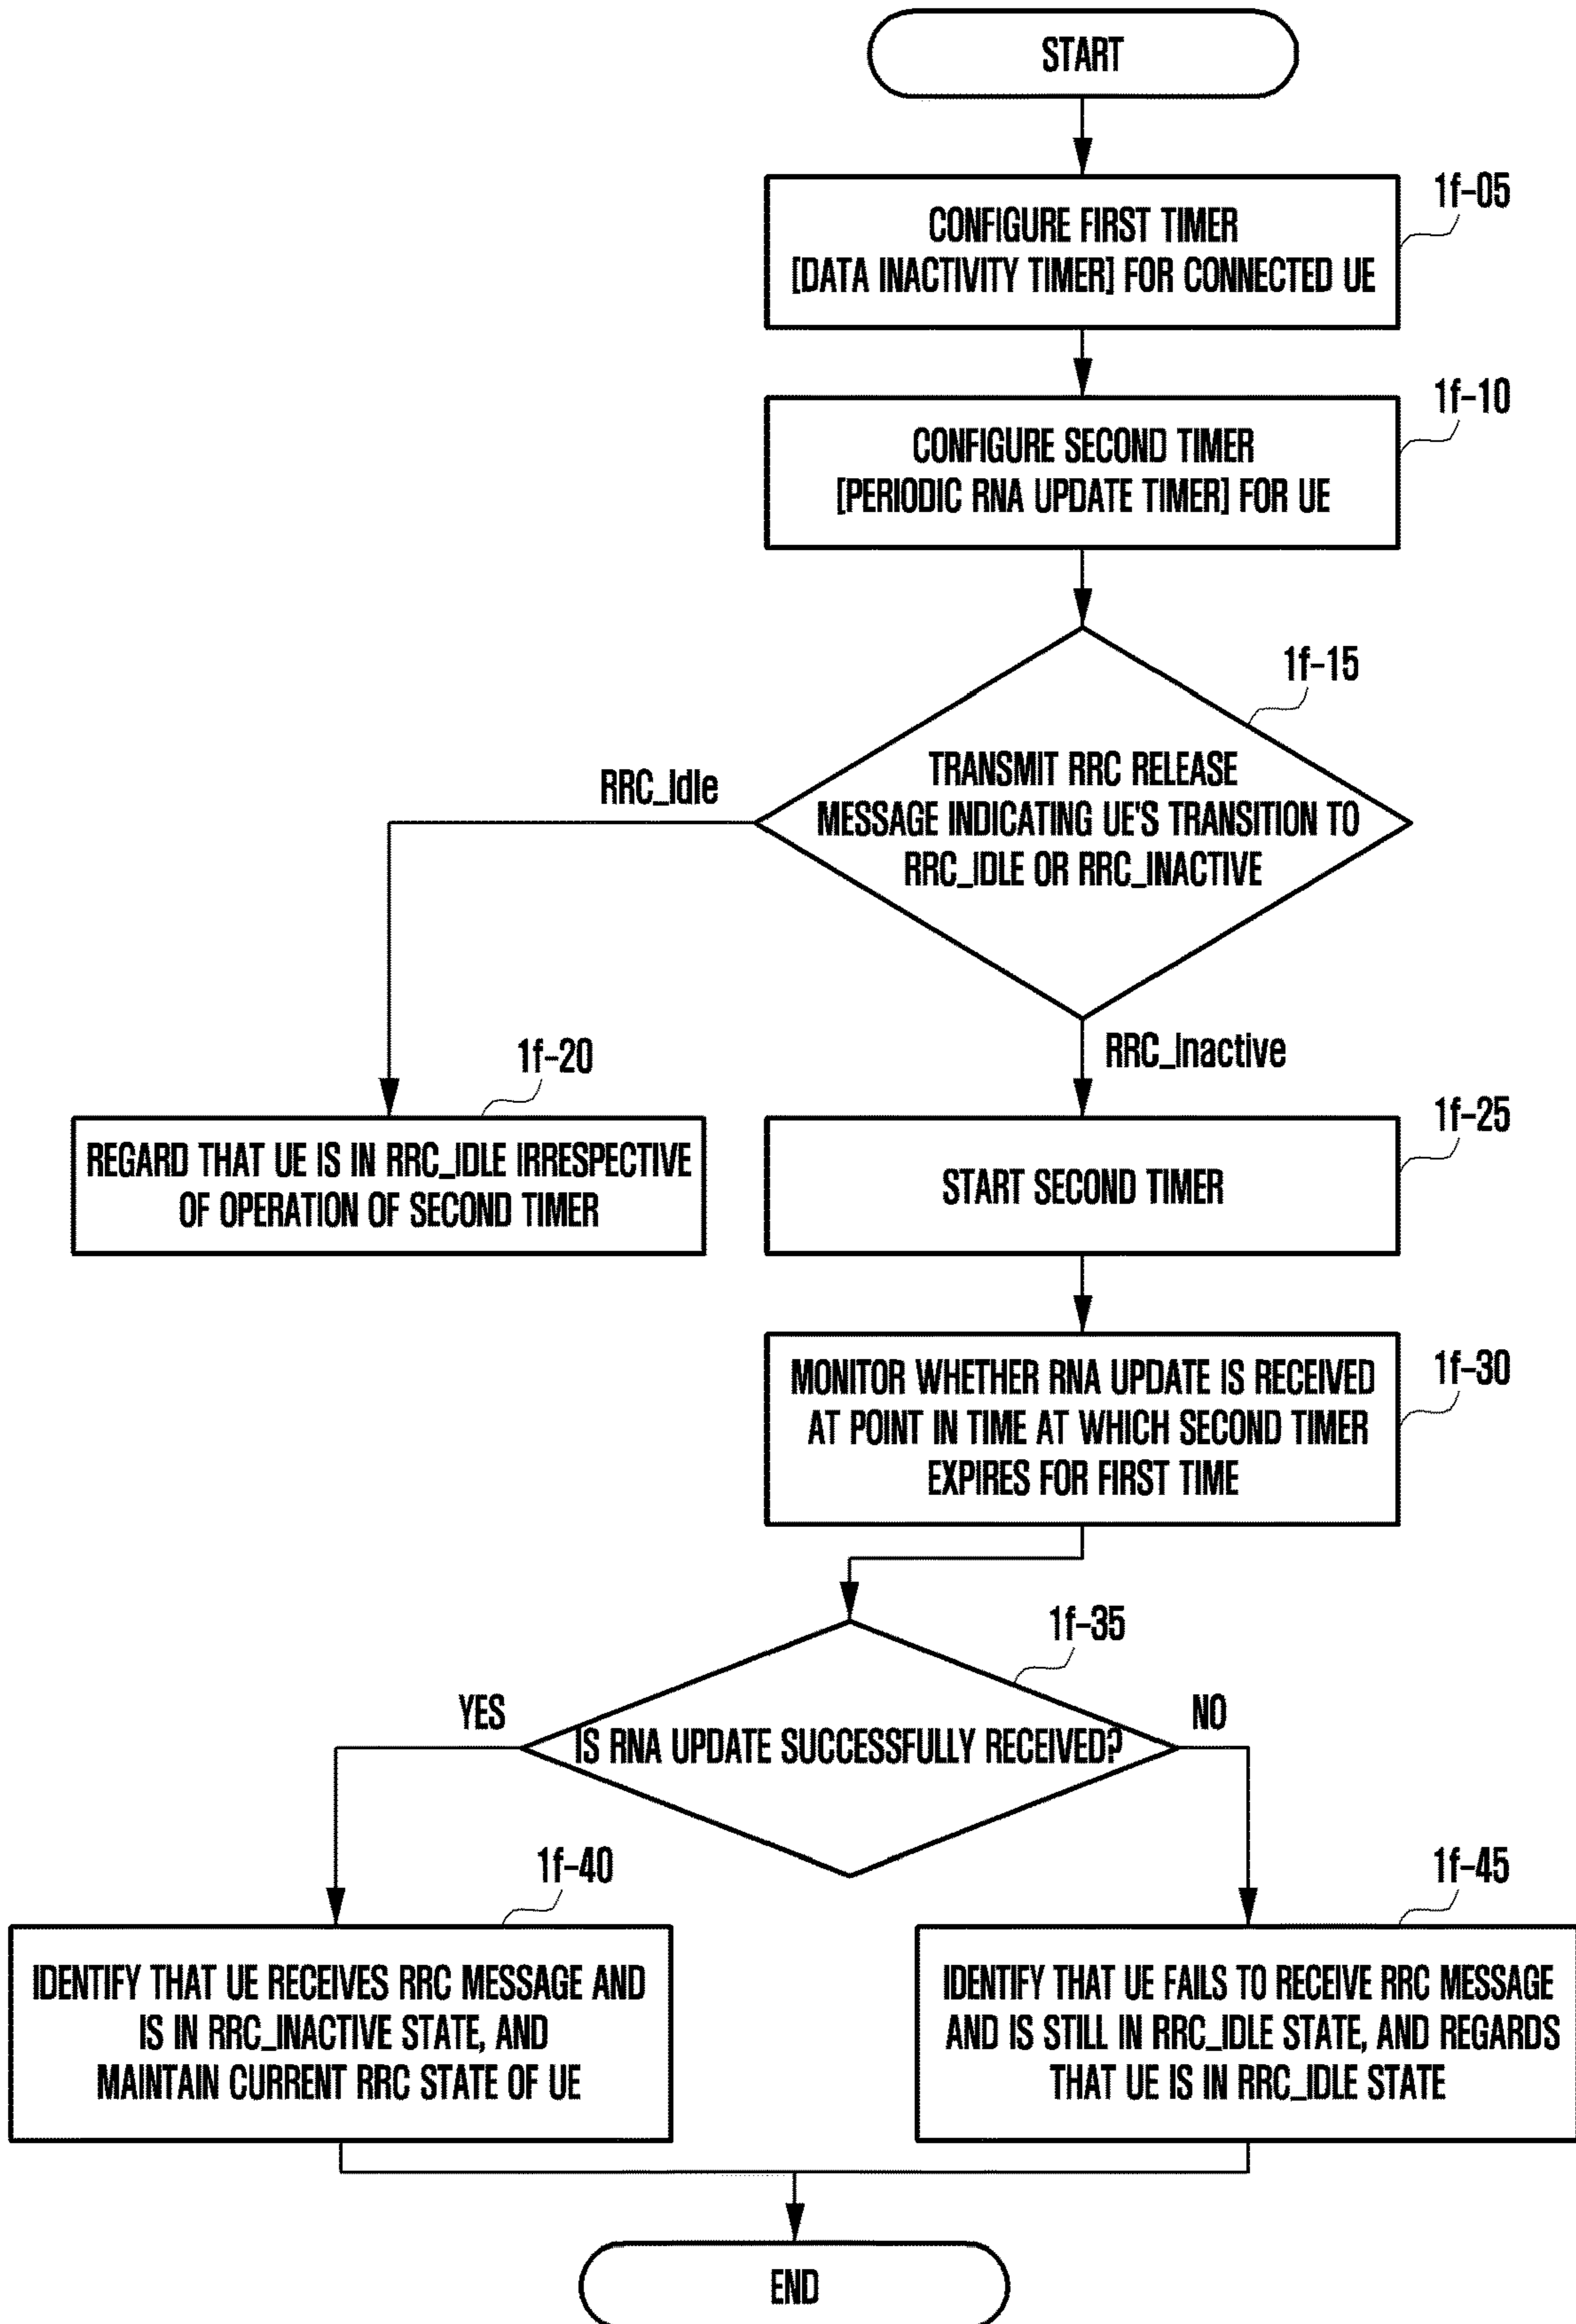 START
1f-05
CONFIGURE FIRST TIMER
[DATA INACTIVITY TIMER] FOR CONNECTED UE
1f-10
CONFIGURE SECOND TIMER
[PERIODIC RNA UPDATE TIMER] FOR UE
1f-15
TRANSMIT RRC RELEASE
MESSAGE INDICATING UE'S TRANSITION TO
RRC_IDLE OR RRC_INACTIVE
RRC_Idle
RRC_Inactive
1f-20
REGARD THAT UE IS IN RRC_IDLE IRRESPECTIVE
OF OPERATION OF SECOND TIMER
1f-25
START SECOND TIMER
1f-30
MONITOR WHETHER RNA UPDATE IS RECEIVED
AT POINT IN TIME AT WHICH SECOND TIMER
EXPIRES FOR FIRST TIME
1f-35
IS RNA UPDATE SUCCESSFULLY RECEIVED?
YES
NO
1f-40
IDENTIFY THAT UE RECEIVES RRC MESSAGE AND
IS IN RRC_INACTIVE STATE, AND
MAINTAIN CURRENT RRC STATE OF UE
1f-45
IDENTIFY THAT UE FAILS TO RECEIVE RRC MESSAGE
AND IS STILL IN RRC_IDLE STATE, AND REGARDS
THAT UE IS IN RRC_IDLE STATE
END